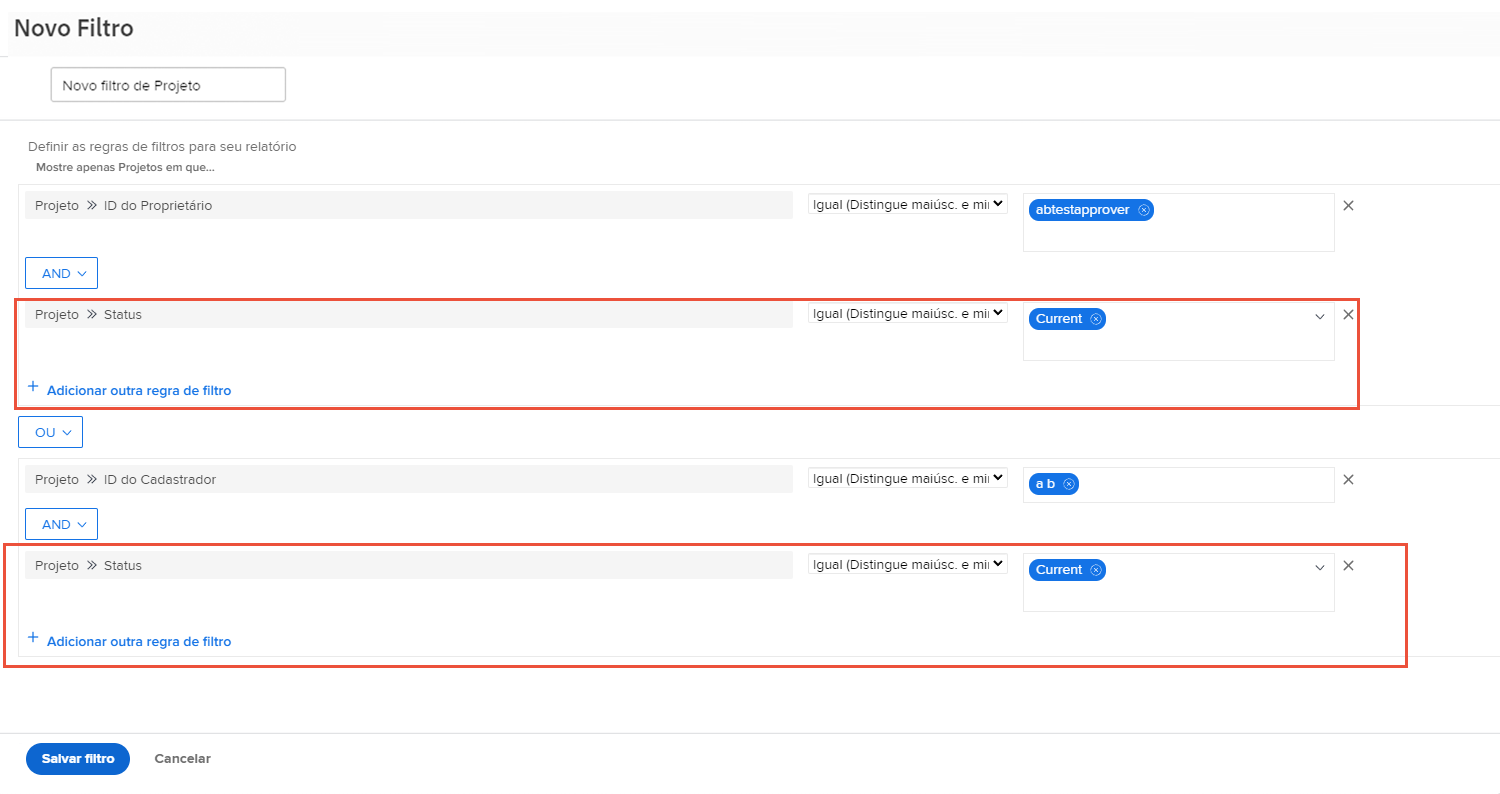 Novo Filtro
Novo filtro de Projeto
Definir as regras de filtros para seu relatório
Mostre apenas Projetos em que...
Projeto » ID do Proprietário Igual (Distingue maiúsc. e mi abtestapprover
AND
Projeto » Status Igual (Distingue maiúsc. e mi Current
+ Adicionar outra regra de filtro
OU
Projeto » ID do Cadastrador Igual (Distingue maiúsc. e mi a b
AND
Projeto » Status Igual (Distingue maiúsc. e mi Current
+ Adicionar outra regra de filtro
Salvar filtro Cancelar